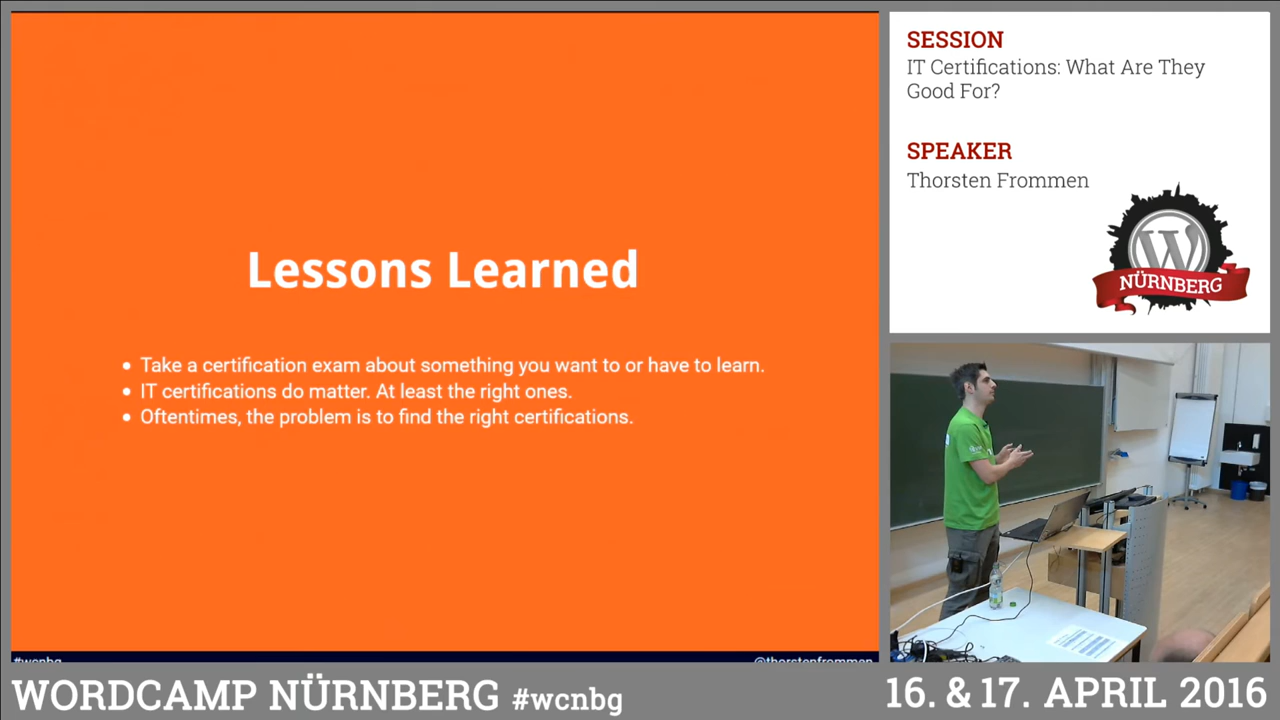 Lessons Learned
• Take a certification exam about something you want to or have to learn.
• IT certifications do matter. At least the right ones.
• Oftentimes, the problem is to find the right certifications.
#wcnbg
@thorstenfrommen
SESSION
IT Certifications: What Are They
Good For?
SPEAKER
Thorsten Frommen
W
NÜRNBERG
WORDCAMP NÜRNBERG #wcnbg
16. & 17. APRIL 2016